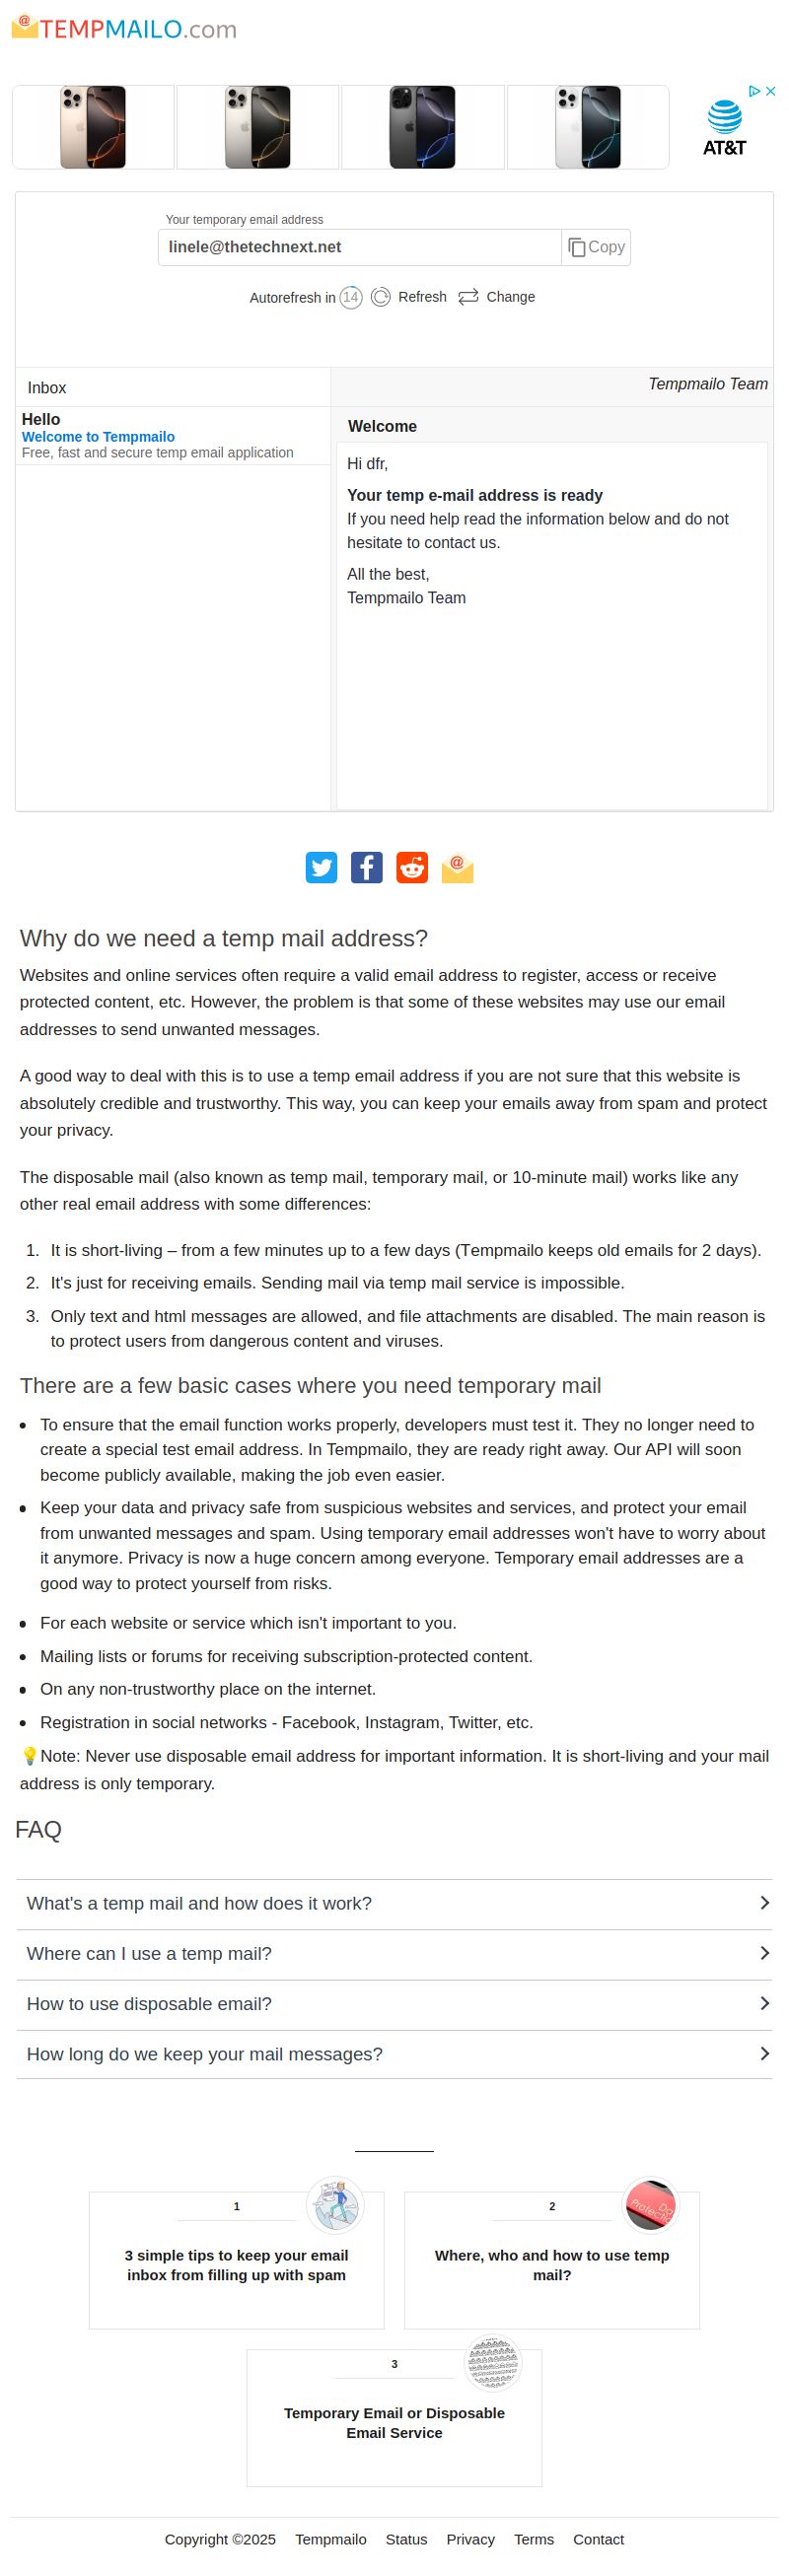 TEMPMAILO.com
AT&T
Your temporary email address
linele@thetechnext.net
Copy
Autorefresh in 14 Refresh Change
Inbox
Tempmailo Team
Hello
Welcome to Tempmailo
Free, fast and secure temp email application
Welcome
Hi dfr,
Your temp e-mail address is ready
If you need help read the information below and do not
hesitate to contact us.
All the best,
Tempmailo Team
Why do we need a temp mail address?
Websites and online services often require a valid email address to register, access or receive
protected content, etc. However, the problem is that some of these websites may use our email
addresses to send unwanted messages.
A good way to deal with this is to use a temp email address if you are not sure that this website is
absolutely credible and trustworthy. This way, you can keep your emails away from spam and protect
your privacy.
The disposable mail (also known as temp mail, temporary mail, or 10-minute mail) works like any
other real email address with some differences:
1. It is short-living – from a few minutes up to a few days (Tempmailo keeps old emails for 2 days).
2. It's just for receiving emails. Sending mail via temp mail service is impossible.
3. Only text and html messages are allowed, and file attachments are disabled. The main reason is
to protect users from dangerous content and viruses.
There are a few basic cases where you need temporary mail
• To ensure that the email function works properly, developers must test it. They no longer need to
create a special test email address. In Tempmailo, they are ready right away. Our API will soon
become publicly available, making the job even easier.
• Keep your data and privacy safe from suspicious websites and services, and protect your email
from unwanted messages and spam. Using temporary email addresses won't have to worry about
it anymore. Privacy is now a huge concern among everyone. Temporary email addresses are a
good way to protect yourself from risks.
• For each website or service which isn't important to you.
• Mailing lists or forums for receiving subscription-protected content.
• On any non-trustworthy place on the internet.
• Registration in social networks - Facebook, Instagram, Twitter, etc.
💡Note: Never use disposable email address for important information. It is short-living and your mail
address is only temporary.
FAQ
What's a temp mail and how does it work?
Where can I use a temp mail?
How to use disposable email?
How long do we keep your mail messages?
1
3 simple tips to keep your email
inbox from filling up with spam
2
Where, who and how to use temp
mail?
3
Temporary Email or Disposable
Email Service
Copyright ©2025 Tempmailo Status Privacy Terms Contact